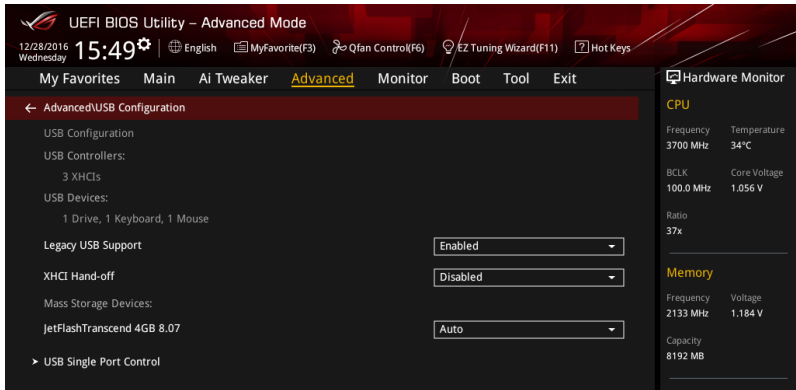 UEFI BIOS Utility – Advanced Mode
12/28/2016
Wednesday
15:49
English
MyFavorite(F3)
Qfan Control(F6)
EZ Tuning Wizard(F11)
? Hot Keys
My Favorites Main Ai Tweaker Advanced Monitor Boot Tool Exit
Advanced\USB Configuration
USB Configuration
USB Controllers:
3 XHCIs
USB Devices:
1 Drive, 1 Keyboard, 1 Mouse
Legacy USB Support Enabled
XHCI Hand-off Disabled
Mass Storage Devices:
JetFlashTranscend 4GB 8.07 Auto
USB Single Port Control
Hardware Monitor
CPU
Frequency Temperature
3700 MHz 34°C
BCLK Core Voltage
100.0 MHz 1.056 V
Ratio
37x
Memory
Frequency Voltage
2133 MHz 1.184 V
Capacity
8192 MB